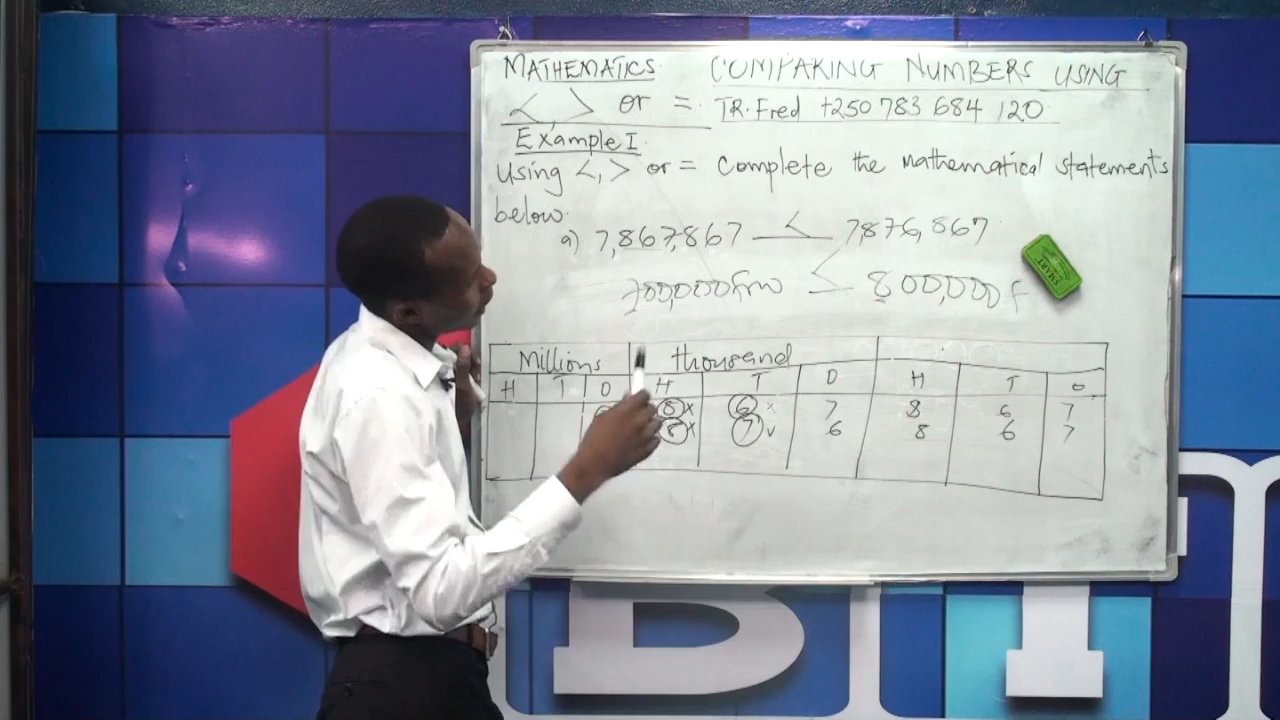 MATHEMATICS COMPARING NUMBERS USING
< , > or = TR. Fred +250 783 684 120
Example I
Using <, > or = complete the mathematical statements
below.
a) 7,867,867 < 7,876,867
700,000frw < 800,000 f
SMART
Millions thousand
H T O H T O H T O
8 x 6 x 7 8 6 7
8 x 7 v 6 8 6 7
B